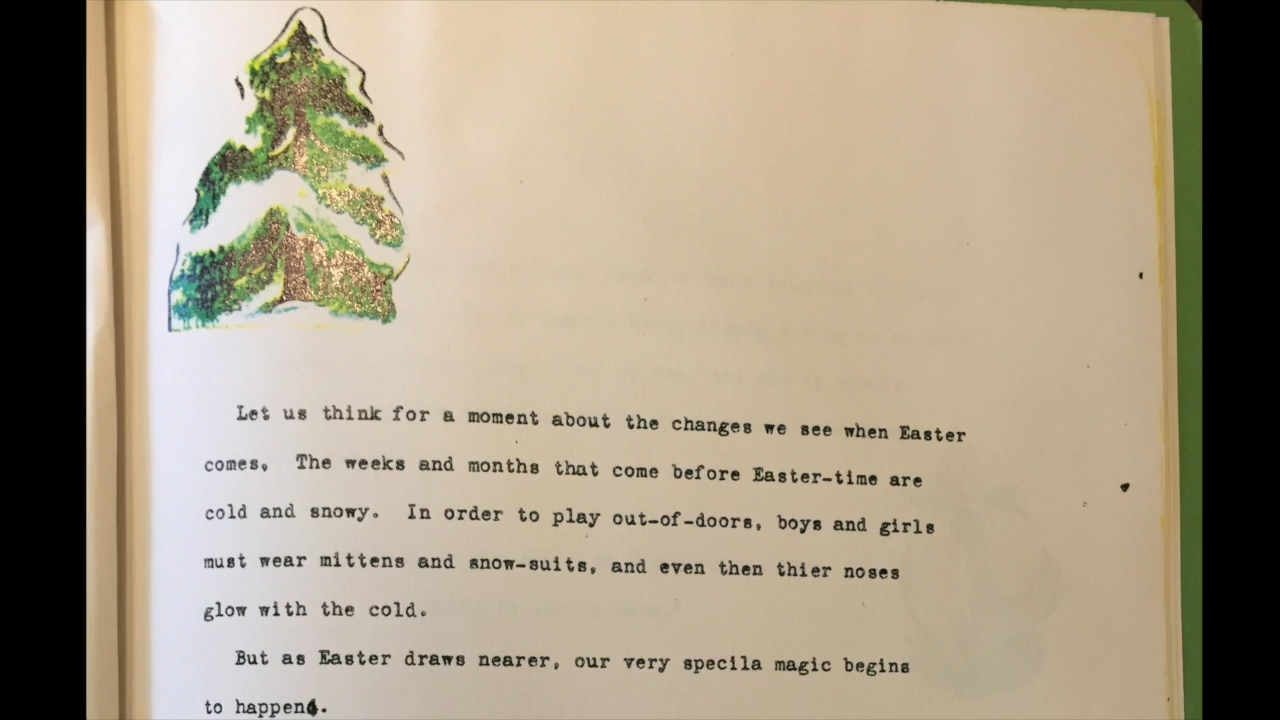 Let us think for a moment about the changes we see when Easter
comes. The weeks and months that come before Easter-time are
cold and snowy. In order to play out-of-doors, boys and girls
must wear mittens and snow-suits, and even then thier noses
glow with the cold.
But as Easter draws nearer, our very specila magic begins
to happen.